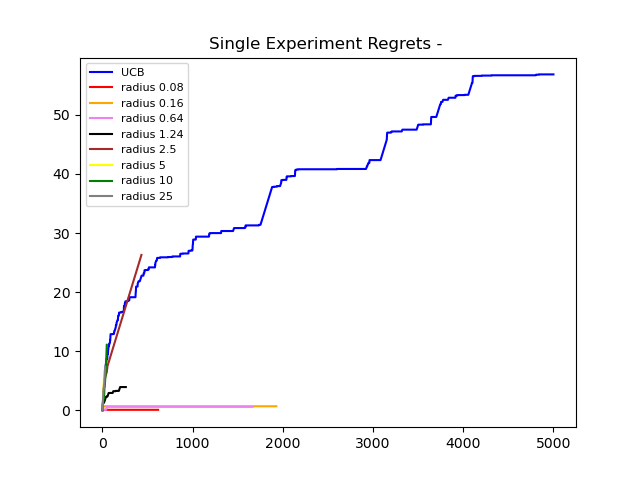 Single Experiment Regrets -
UCB
radius 0.08
radius 0.16
radius 0.64
radius 1.24
radius 2.5
radius 5
radius 10
radius 25
50
40
30
20
10
0
0 1000 2000 3000 4000 5000